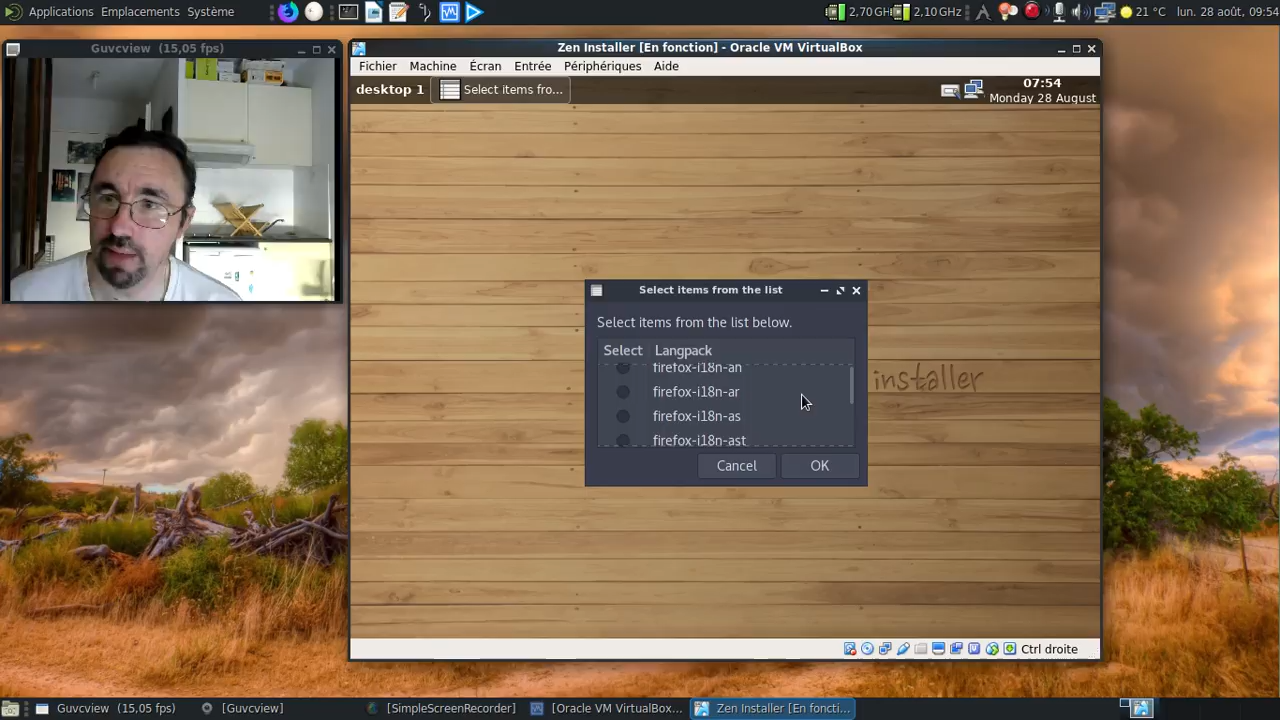 Applications Emplacements Système
2,70 GHz 2,10 GHz 21 °C lun. 28 août, 09:54
Guvcview (15,05 fps)
Zen Installer [En fonction] - Oracle VM VirtualBox
Fichier Machine Écran Entrée Périphériques Aide
desktop 1 Select items fro...
07:54
Monday 28 August
Select items from the list
Select items from the list below.
Select Langpack
firefox-i18n-an
firefox-i18n-ar
firefox-i18n-as
firefox-i18n-ast
installer
Cancel OK
Ctrl droite
Guvcview (15,05 fps) [Guvcview] [SimpleScreenRecorder] [Oracle VM VirtualBox... Zen Installer [En foncti...